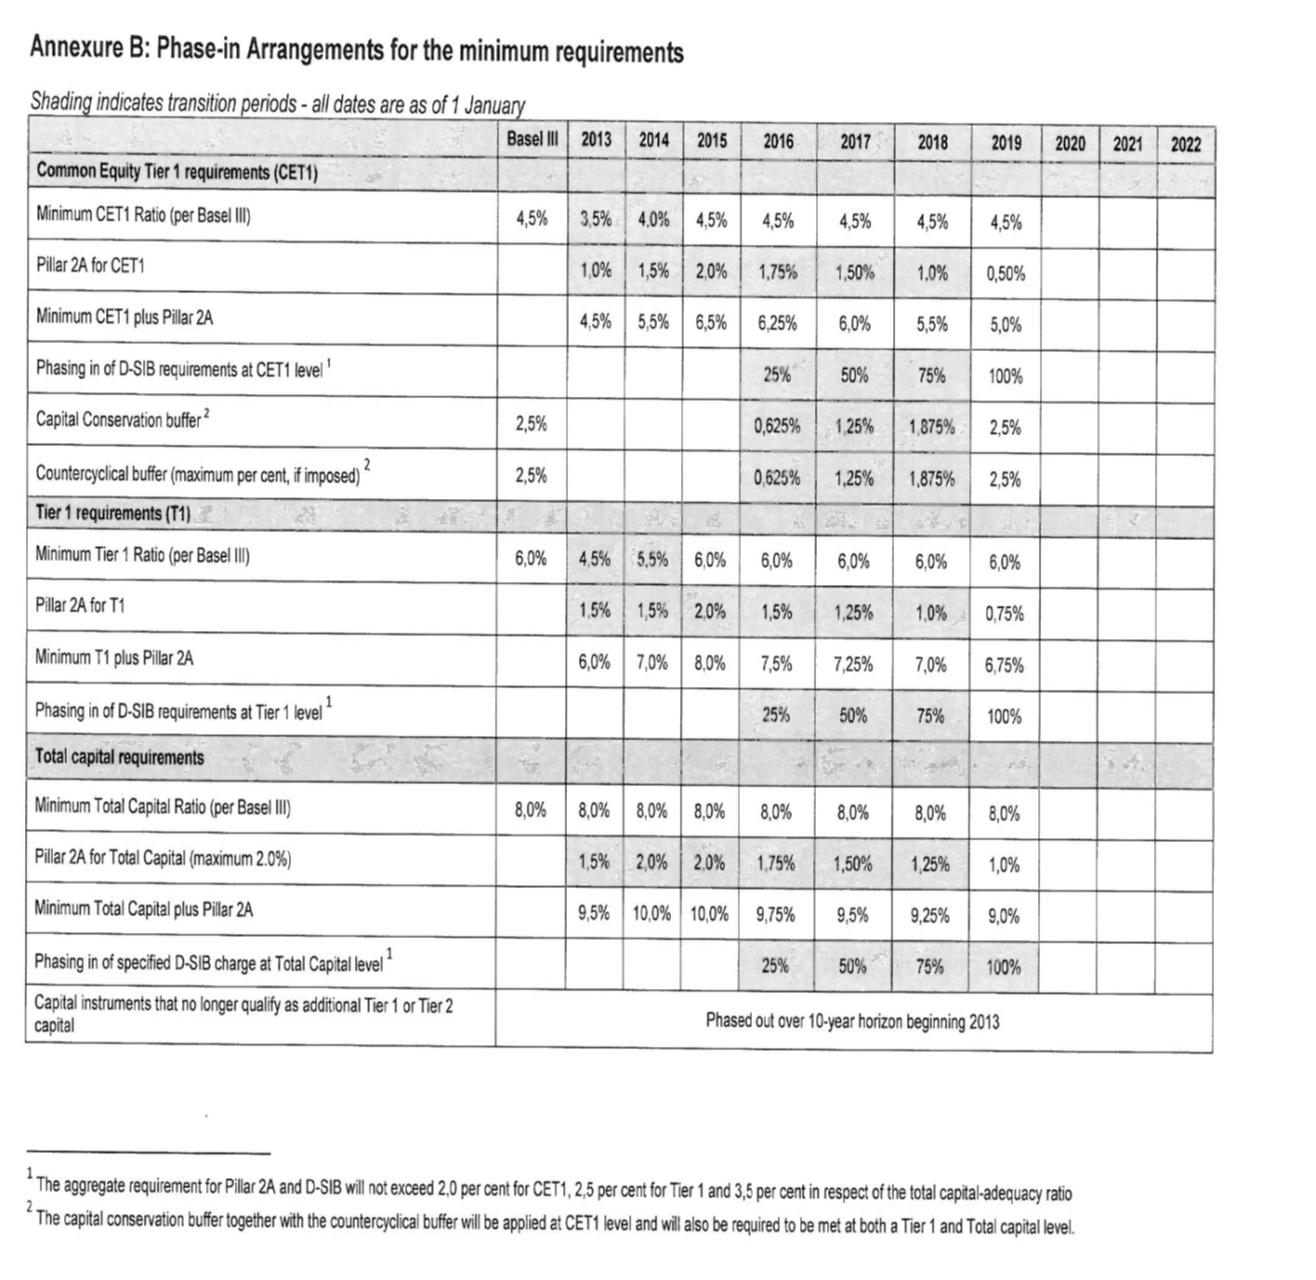 Annexure B: Phase-in Arrangements for the minimum requirements
Shading indicates transition periods - all dates are as of 1 January
Basel III 2013 2014 2015 2016 2017 2018 2019 2020 2021 2022
Common Equity Tier 1 requirements (CET1)
Minimum CET1 Ratio (per Basel III) 4,5% 3,5% 4,0% 4,5% 4,5% 4,5% 4,5% 4,5%
Pillar 2A for CET1 1,0% 1,5% 2,0% 1,75% 1,50% 1,0% 0,50%
Minimum CET1 plus Pillar 2A 4,5% 5,5% 6,5% 6,25% 6,0% 5,5% 5,0%
Phasing in of D-SIB requirements at CET1 level 1 25% 50% 75% 100%
Capital Conservation buffer 2 2,5% 0,625% 1,25% 1,875% 2,5%
Countercyclical buffer (maximum per cent, if imposed) 2 2,5% 0,625% 1,25% 1,875% 2,5%
Tier 1 requirements (T1)
Minimum Tier 1 Ratio (per Basel III) 6,0% 4,5% 5,5% 6,0% 6,0% 6,0% 6,0% 6,0%
Pillar 2A for T1 1,5% 1,5% 2,0% 1,5% 1,25% 1,0% 0,75%
Minimum T1 plus Pillar 2A 6,0% 7,0% 8,0% 7,5% 7,25% 7,0% 6,75%
Phasing in of D-SIB requirements at Tier 1 level 1 25% 50% 75% 100%
Total capital requirements
Minimum Total Capital Ratio (per Basel III) 8,0% 8,0% 8,0% 8,0% 8,0% 8,0% 8,0% 8,0%
Pillar 2A for Total Capital (maximum 2.0%) 1,5% 2,0% 2,0% 1,75% 1,50% 1,25% 1,0%
Minimum Total Capital plus Pillar 2A 9,5% 10,0% 10,0% 9,75% 9,5% 9,25% 9,0%
Phasing in of specified D-SIB charge at Total Capital level 1 25% 50% 75% 100%
Capital instruments that no longer qualify as additional Tier 1 or Tier 2
capital
Phased out over 10-year horizon beginning 2013
1 The aggregate requirement for Pillar 2A and D-SIB will not exceed 2,0 per cent for CET1, 2,5 per cent for Tier 1 and 3,5 per cent in respect of the total capital-adequacy ratio
2 The capital conservation buffer together with the countercyclical buffer will be applied at CET1 level and will also be required to be met at both a Tier 1 and Total capital level.